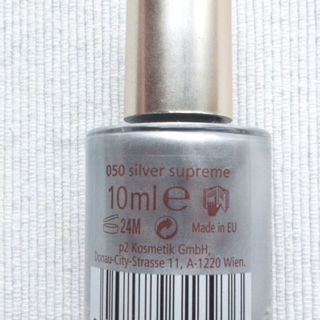 050 silver supreme
10ml e
24M Made in EU
p2 Kosmetik GmbH,
Donau-City-Strasse 11, A-1220 Wien.